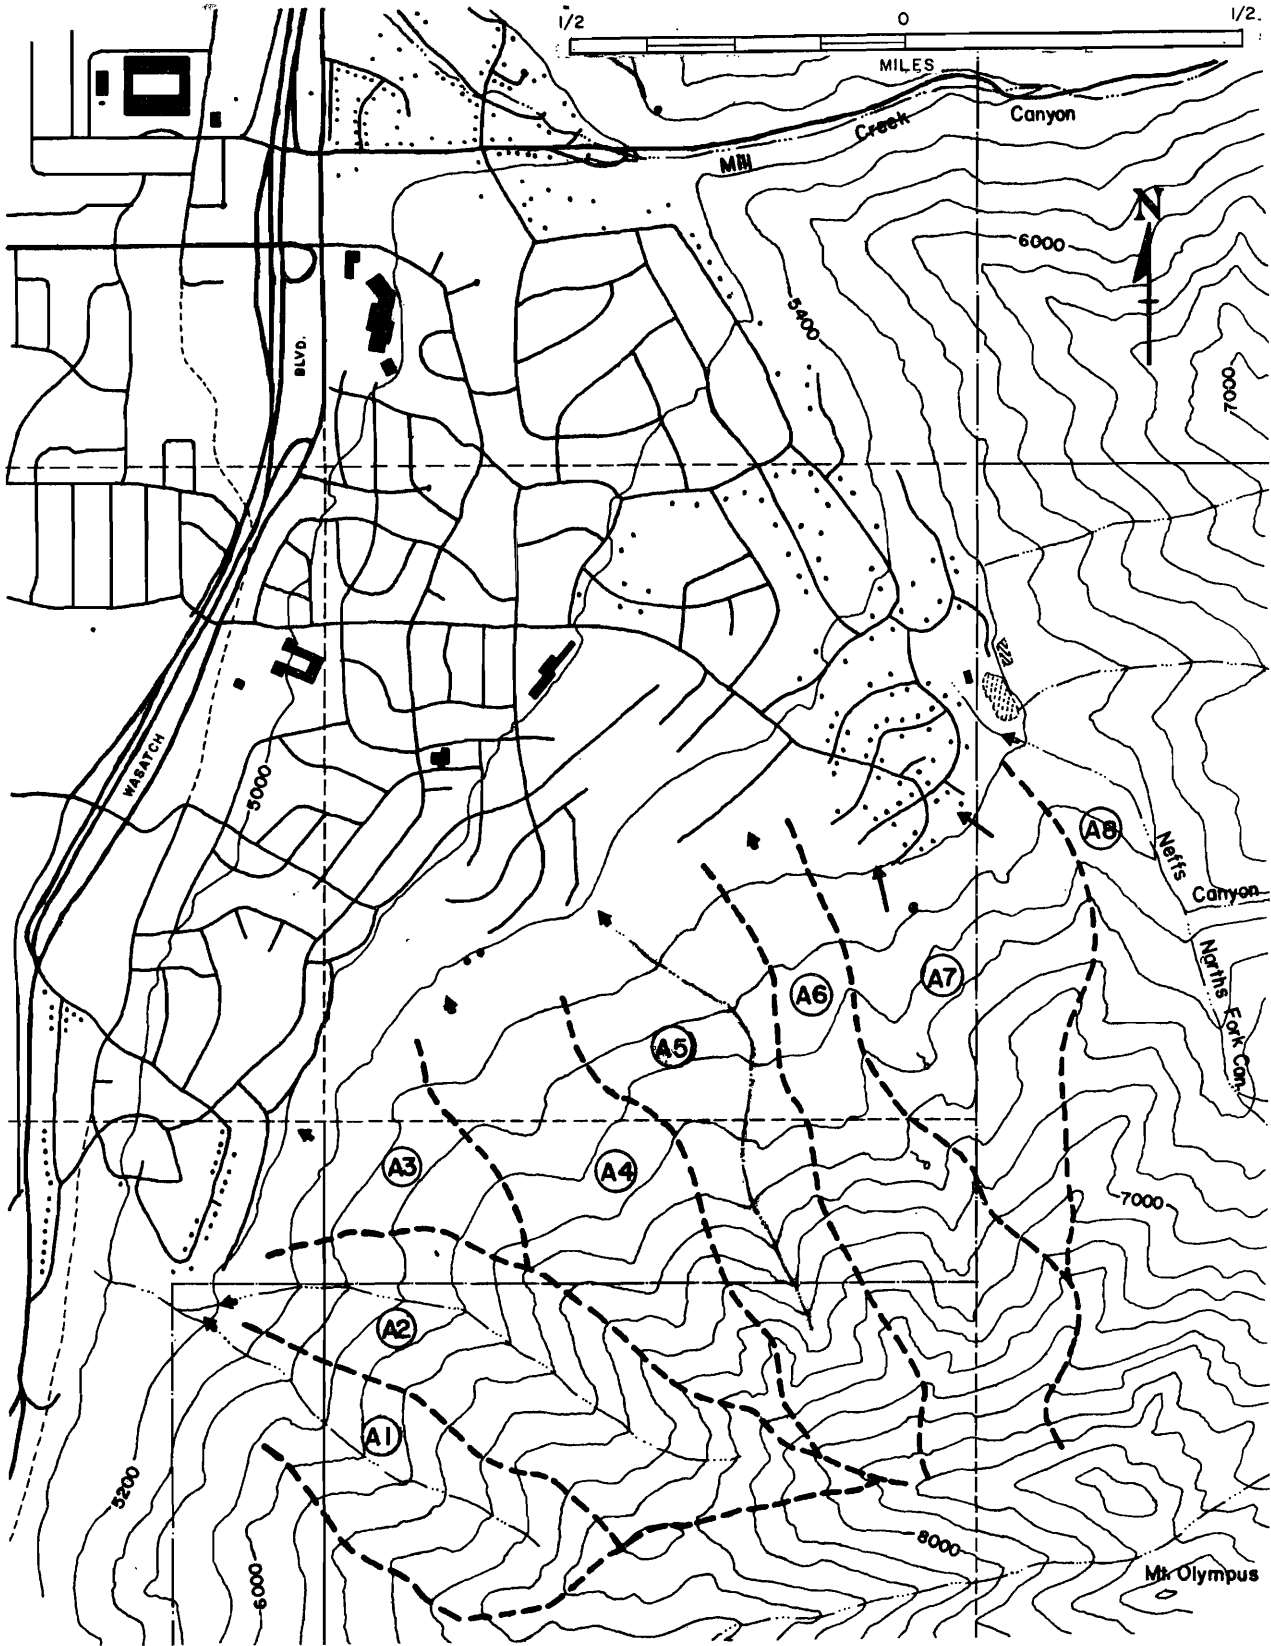 1/2 0 1/2.
MILES
Mill Creek Canyon
N
6000
5400
7000
BLVD.
WASATCH
5000
A8
Neffs
Canyon
Norths Fork Can.
A7
A6
A5
A3
A4
7000
A2
A1
5200
6000
8000
Mt. Olympus